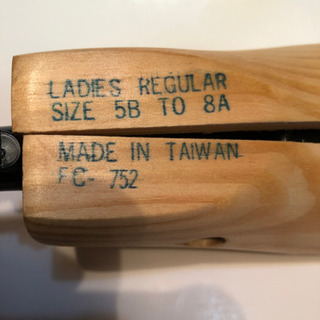 LADIES REGULAR
SIZE 5B TO 8A
MADE IN TAIWAN
FC- 752